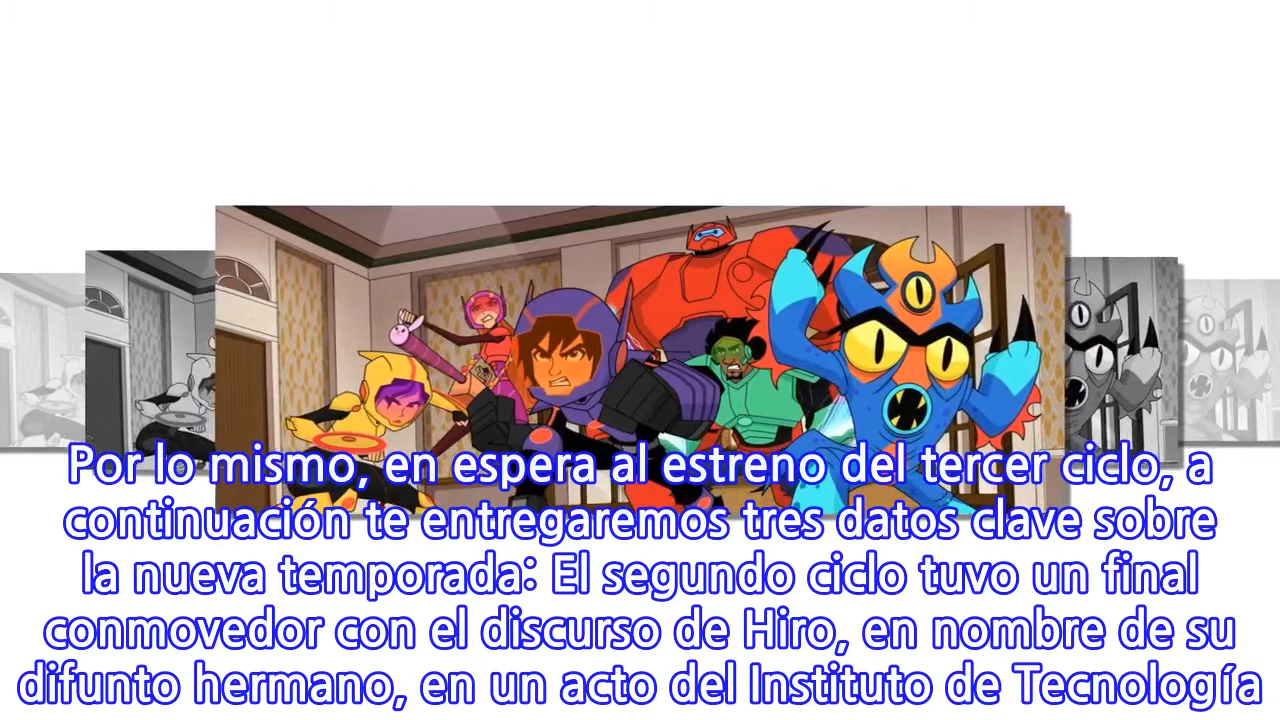 Por lo mismo, en espera al estreno del tercer ciclo, a
continuación te entregaremos tres datos clave sobre
la nueva temporada: El segundo ciclo tuvo un final
conmovedor con el discurso de Hiro, en nombre de su
difunto hermano, en un acto del Instituto de Tecnología